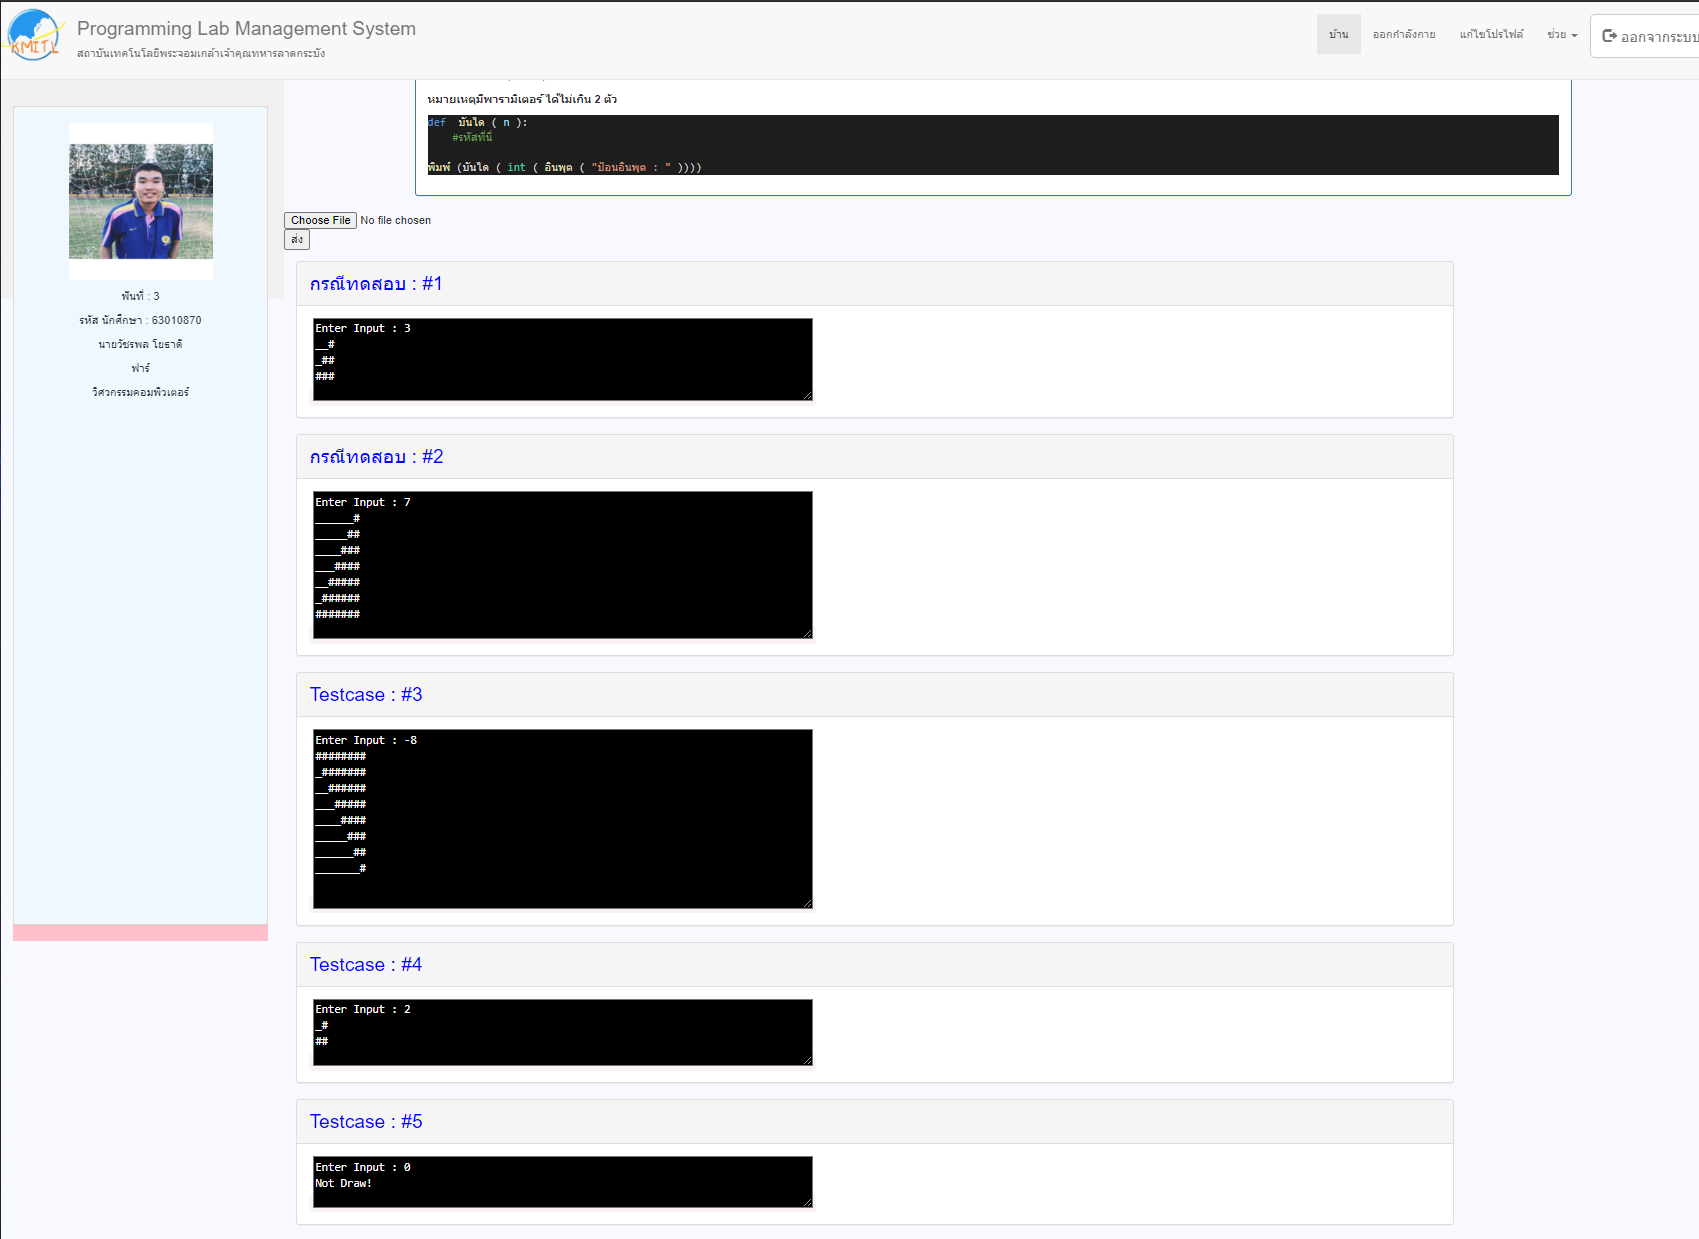 KMITL
Programming Lab Management System
สถาบันเทคโนโลยีพระจอมเกล้าเจ้าคุณทหารลาดกระบัง
บ้าน
ออกกำลังกาย
แก้ไขโปรไฟล์
ช่วย
ออกจากระบบ
หมายเหตุมีพารามิเตอร์ ได้ไม่เกิน 2 ตัว
def บันได ( n ):
#รหัสที่นี่
พิมพ์ (บันได ( int ( อินพุต ( "ป้อนอินพุต : " ))))
Choose File No file chosen
ส่ง
ฟันที่ : 3
รหัส นักศึกษา : 63010870
นายวัชรพล โยธาดี
ฟาร์
วิศวกรรมคอมพิวเตอร์
กรณีทดสอบ : #1
Enter Input : 3
__#
_##
###
กรณีทดสอบ : #2
Enter Input : 7
______#
_____##
____###
___####
__#####
_######
#######
Testcase : #3
Enter Input : -8
########
_#######
__######
___#####
____####
_____###
______##
_______#
Testcase : #4
Enter Input : 2
_#
##
Testcase : #5
Enter Input : 0
Not Draw!